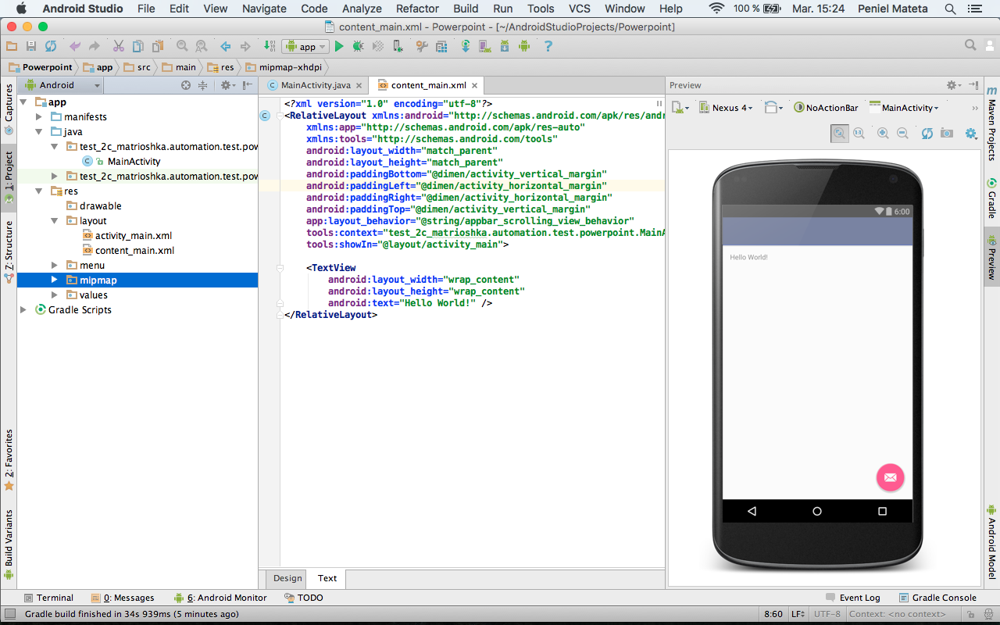 Android Studio File Edit View Navigate Code Analyze Refactor Build Run Tools VCS Window Help 100 % Mar. 15:24 Peniel Mateta
content_main.xml - Powerpoint - [~/AndroidStudioProjects/Powerpoint]
app
Powerpoint app src main res mipmap-xhdpi
Android
MainActivity.java
content_main.xml
Preview
Captures
1: Project
Z: Structure
2: Favorites
Build Variants
app
manifests
java
test_2c_matrioshka.automation.test.pow
MainActivity
test_2c_matrioshka.automation.test.pow
res
drawable
layout
activity_main.xml
content_main.xml
menu
mipmap
values
Gradle Scripts
<?xml version="1.0" encoding="utf-8"?>
<RelativeLayout xmlns:android="http://schemas.android.com/apk/res/andr
xmlns:app="http://schemas.android.com/apk/res-auto"
xmlns:tools="http://schemas.android.com/tools"
android:layout_width="match_parent"
android:layout_height="match_parent"
android:paddingBottom="@dimen/activity_vertical_margin"
android:paddingLeft="@dimen/activity_horizontal_margin"
android:paddingRight="@dimen/activity_horizontal_margin"
android:paddingTop="@dimen/activity_vertical_margin"
app:layout_behavior="@string/appbar_scrolling_view_behavior"
tools:context="test_2c_matrioshka.automation.test.powerpoint.MainA
tools:showIn="@layout/activity_main">
<TextView
android:layout_width="wrap_content"
android:layout_height="wrap_content"
android:text="Hello World!" />
</RelativeLayout>
Design Text
Nexus 4 NoActionBar MainActivity
1:1
6:00
Hello World!
m Maven Projects
Gradle
Preview
Android Model
Terminal 0: Messages 6: Android Monitor TODO Event Log Gradle Console
Gradle build finished in 34s 939ms (5 minutes ago) 8:60 LF UTF-8 Context: <no context>